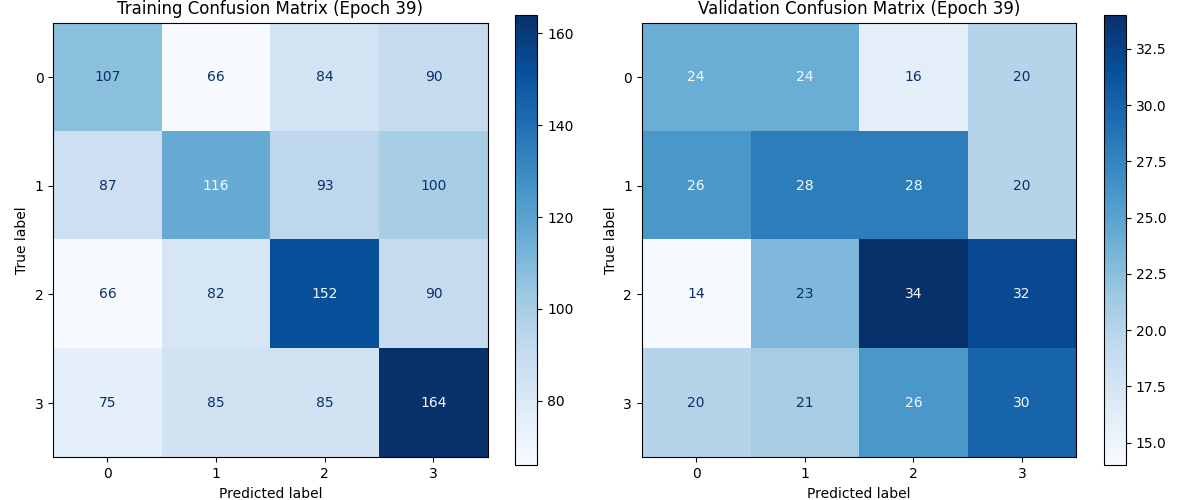 Training Confusion Matrix (Epoch 39)
0 107 66 84 90
1 87 116 93 100
2 66 82 152 90
3 75 85 85 164
0 1 2 3
Predicted label
True label
160
140
120
100
80
Validation Confusion Matrix (Epoch 39)
0 24 24 16 20
1 26 28 28 20
2 14 23 34 32
3 20 21 26 30
0 1 2 3
Predicted label
True label
32.5
30.0
27.5
25.0
22.5
20.0
17.5
15.0